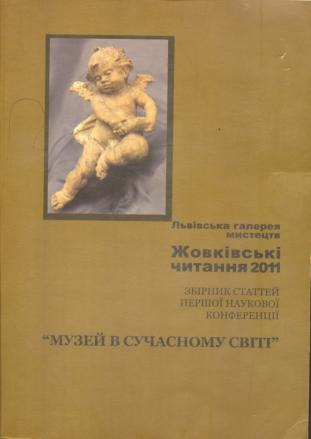 Львівська галерея
мистецтв
Жовківські
читання 2011
ЗБІРНИК СТАТТЕЙ
ПЕРШОЇ НАУКОВОЇ
КОНФЕРЕНЦІЇ
“МУЗЕЙ В СУЧАСНОМУ СВІТІ”